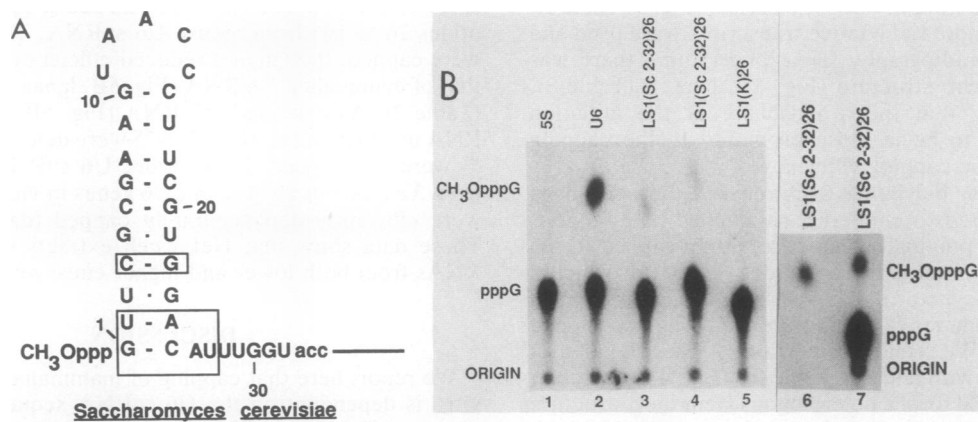 A
A
A C
U C
10 G C
A - U
A - U
G - C
C - G 20
G · U
C - G
U · G
1 U - A
CH3Oppp G - C AUUUGGU acc
30
Saccharomyces cerevisiae
B
5S
U6
LS1(Sc 2-32)26
LS1(Sc 2-32)26
LS1(K)26
LS1(Sc 2-32)26
LS1(Sc 2-32)26
CH3OpppG
pppG
ORIGIN
CH3OpppG
pppG
ORIGIN
1 2 3 4 5 6 7